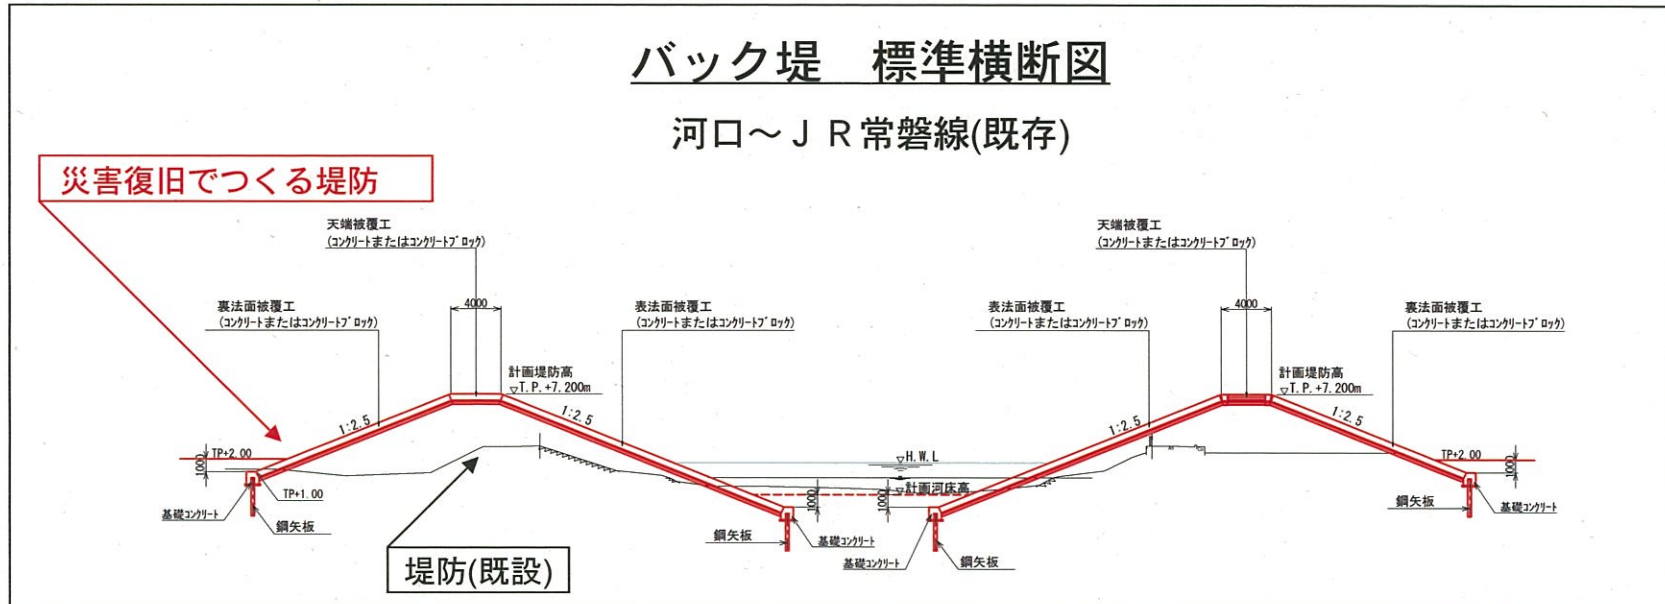 バック堤　標準横断図
河口～ＪＲ常磐線(既存)
災害復旧でつくる堤防
天端被覆工
(ｺﾝｸﾘｰﾄまたはｺﾝｸﾘｰﾄﾌﾞﾛｯｸ)
天端被覆工
(ｺﾝｸﾘｰﾄまたはｺﾝｸﾘｰﾄﾌﾞﾛｯｸ)
裏法面被覆工
(ｺﾝｸﾘｰﾄまたはｺﾝｸﾘｰﾄﾌﾞﾛｯｸ)
4000
表法面被覆工
(ｺﾝｸﾘｰﾄまたはｺﾝｸﾘｰﾄﾌﾞﾛｯｸ)
表法面被覆工
(ｺﾝｸﾘｰﾄまたはｺﾝｸﾘｰﾄﾌﾞﾛｯｸ)
4000
裏法面被覆工
(ｺﾝｸﾘｰﾄまたはｺﾝｸﾘｰﾄﾌﾞﾛｯｸ)
計画堤防高
▽T.P.+7.200m
計画堤防高
▽T.P.+7.200m
1:2.5
1:2.5
1:2.5
1:2.5
TP+2.00
1000
▽H.W.L
TP+2.00
1000
TP+1.00
1000
1000
▽計画河床高
基礎ｺﾝｸﾘｰﾄ
鋼矢板
鋼矢板
基礎ｺﾝｸﾘｰﾄ
基礎ｺﾝｸﾘｰﾄ
鋼矢板
鋼矢板
基礎ｺﾝｸﾘｰﾄ
堤防(既設)